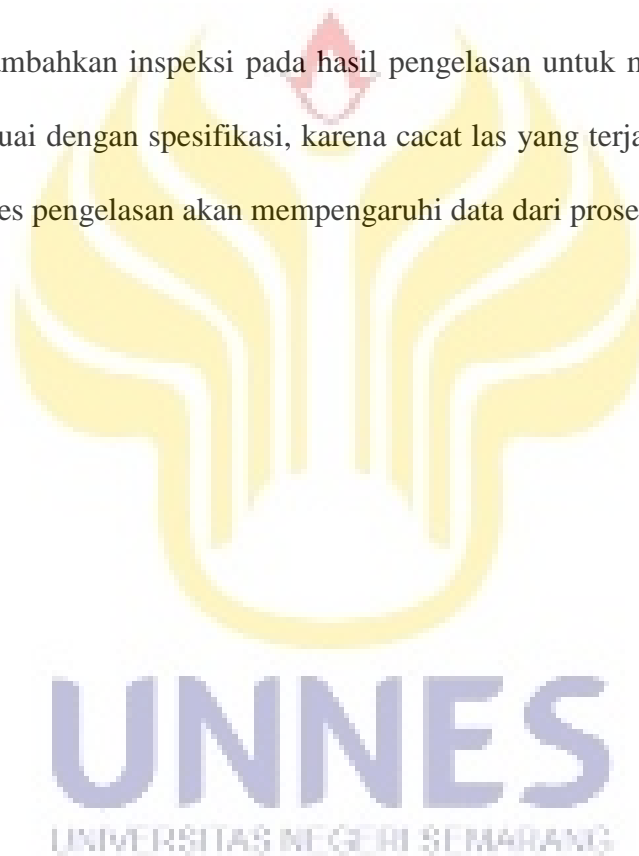 ambahkan inspeksi pada hasil pengelasan untuk m
uai dengan spesifikasi, karena cacat las yang terja
es pengelasan akan mempengaruhi data dari prose
UNNES
UNIVERSITAS NEGERI SEMARANG